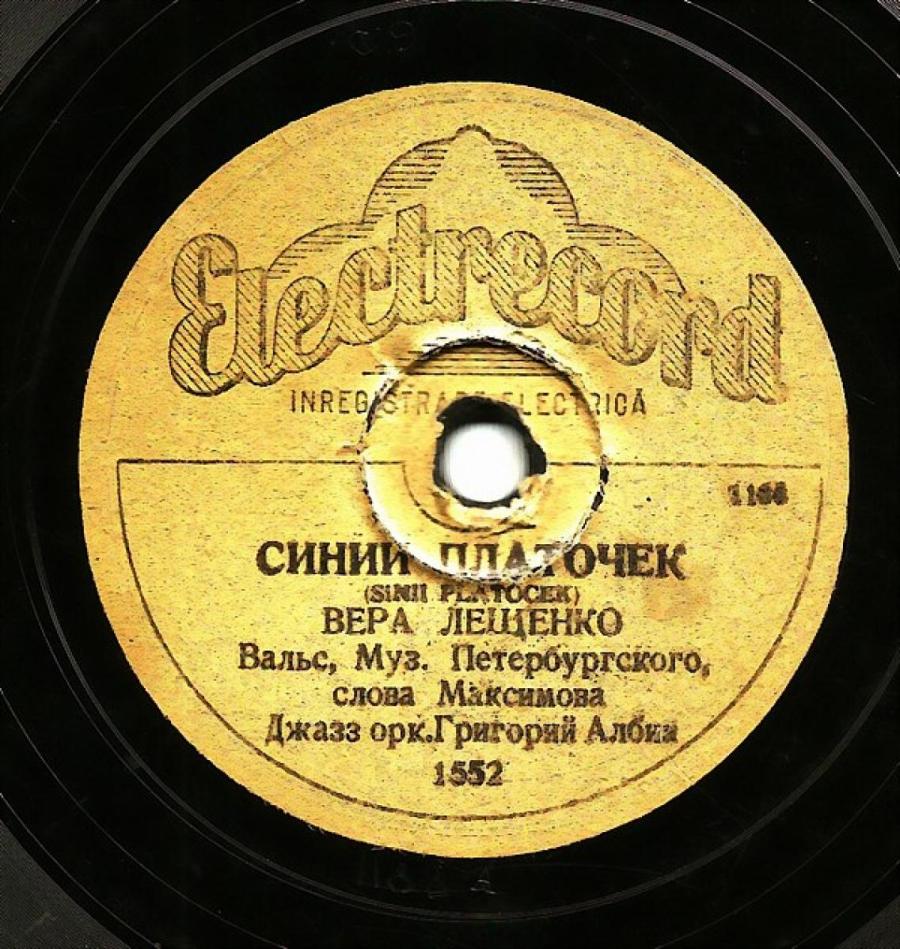 Electrecord
INREGISTRARE ELECTRICĂ
СИНИЙ ПЛАТОЧЕК
(SINII PLATOCEK)
ВЕРА ЛЕЩЕНКО
Вальс, Муз. Петербургского,
слова Максимова
Джазз орк.Григорий Албин
1552